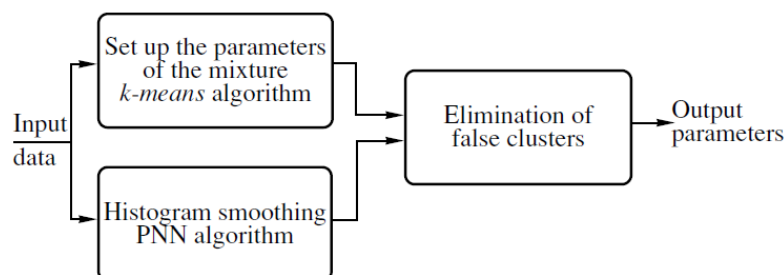 Set up the parameters
of the mixture
k-means algorithm
Input
data
Histogram smoothing
PNN algorithm
Elimination of
false clusters
Output
parameters